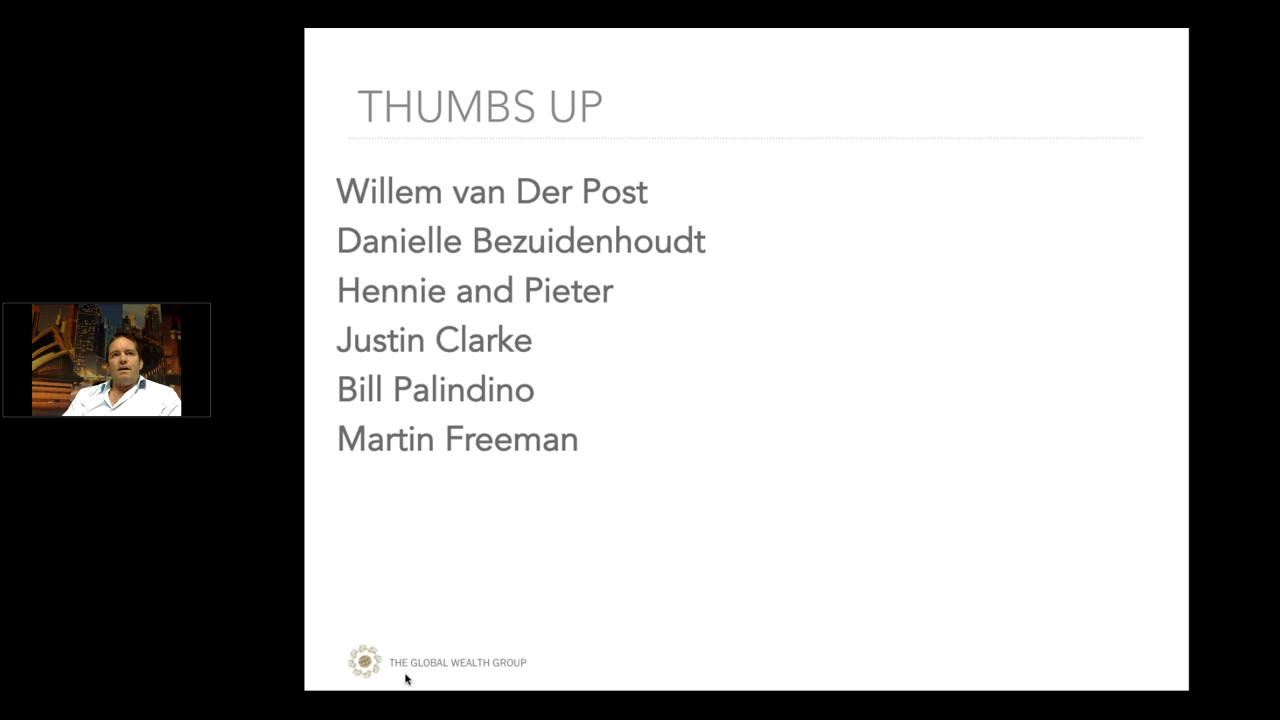 THUMBS UP
Willem van Der Post
Danielle Bezuidenhoudt
Hennie and Pieter
Justin Clarke
Bill Palindino
Martin Freeman
THE GLOBAL WEALTH GROUP